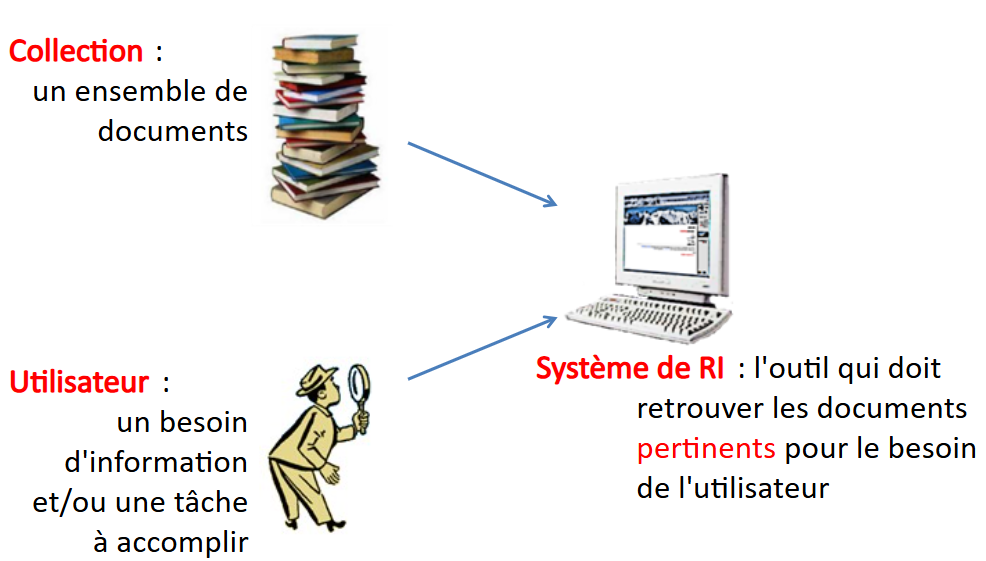 Collection :
un ensemble de
documents
Utilisateur :
un besoin
d'information
et/ou une tâche
à accomplir
Système de RI : l'outil qui doit
retrouver les documents
pertinents pour le besoin
de l'utilisateur